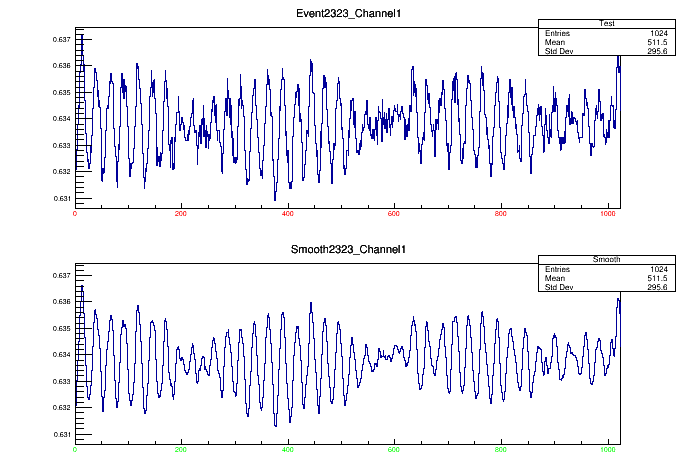 Event2323_Channel1
Test
Entries 1024
Mean 511.5
Std Dev 295.6
0.637
0.636
0.635
0.634
0.633
0.632
0.631
0 200 400 600 800 1000
Smooth2323_Channel1
Smooth
Entries 1024
Mean 511.5
Std Dev 295.6
0.637
0.636
0.635
0.634
0.633
0.632
0.631
0 200 400 600 800 1000